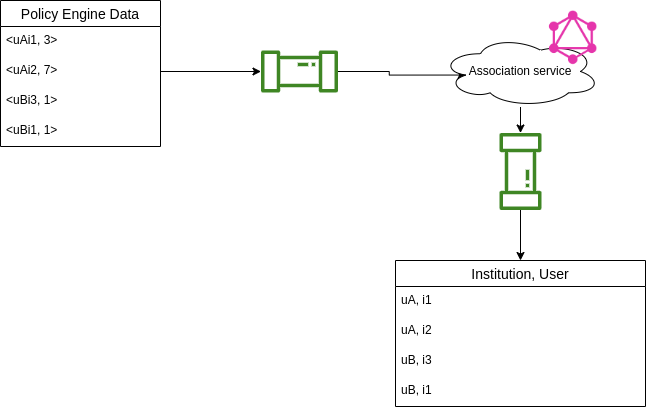 Policy Engine Data
<uAi1, 3>
<uAi2, 7>
<uBi3, 1>
<uBi1, 1>
Association service
Institution, User
uA, i1
uA, i2
uB, i3
uB, i1